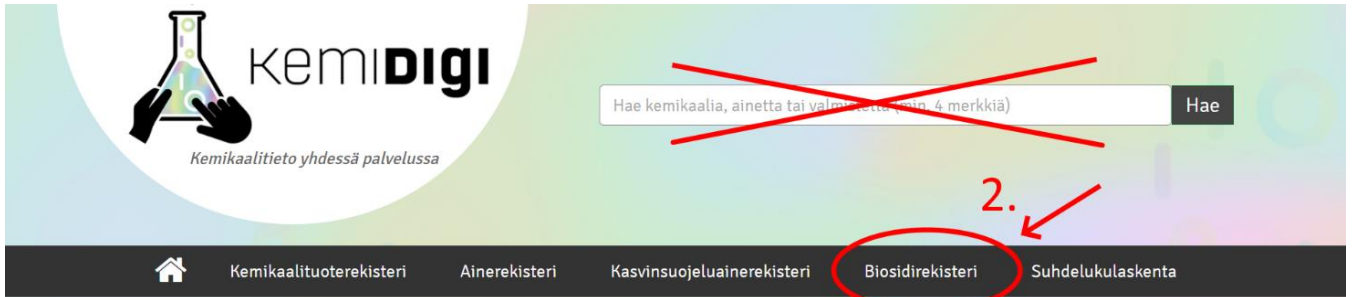 KemiDIGI
Kemikaalitieto yhdessä palvelussa
Hae kemikaalia, ainetta tai valmistetta (min. 4 merkkiä)
Hae
2.
Kemikaalituoterekisteri
Ainerekisteri
Kasvinsuojeluainerekisteri
Biosidirekisteri
Suhdelukulaskenta